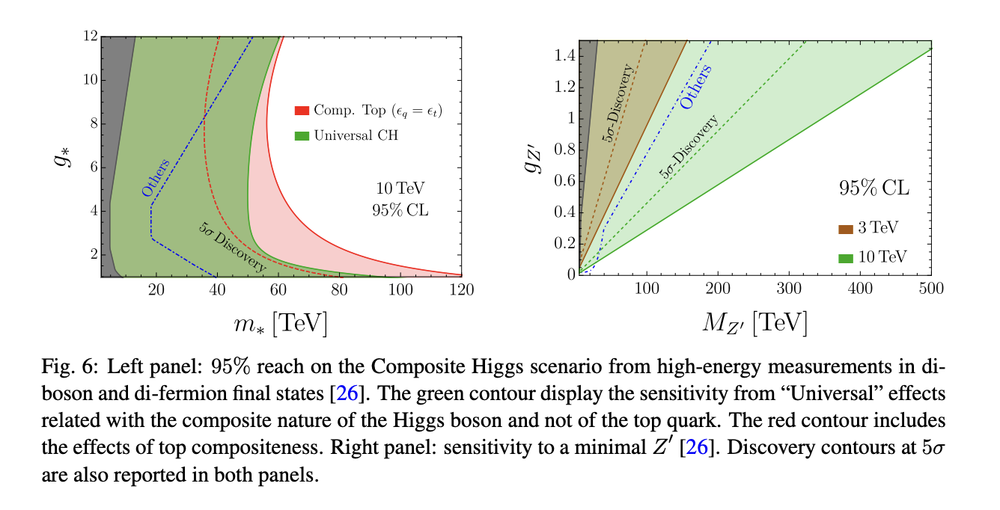 12
10
8
6
4
2
g*
Others
5σ Discovery
Comp. Top (ϵq = ϵt)
Universal CH
10 TeV
95% CL
20 40 60 80 100 120
m* [TeV]
1.4
1.2
1
0.8
0.6
0.4
0.2
0
gZ′
5σ-Discovery
Others
5σ-Discovery
95% CL
3 TeV
10 TeV
100 200 300 400 500
MZ′ [TeV]
Fig. 6: Left panel: 95% reach on the Composite Higgs scenario from high-energy measurements in di-
boson and di-fermion final states [26]. The green contour display the sensitivity from “Universal” effects
related with the composite nature of the Higgs boson and not of the top quark. The red contour includes
the effects of top compositeness. Right panel: sensitivity to a minimal Z′ [26]. Discovery contours at 5σ
are also reported in both panels.